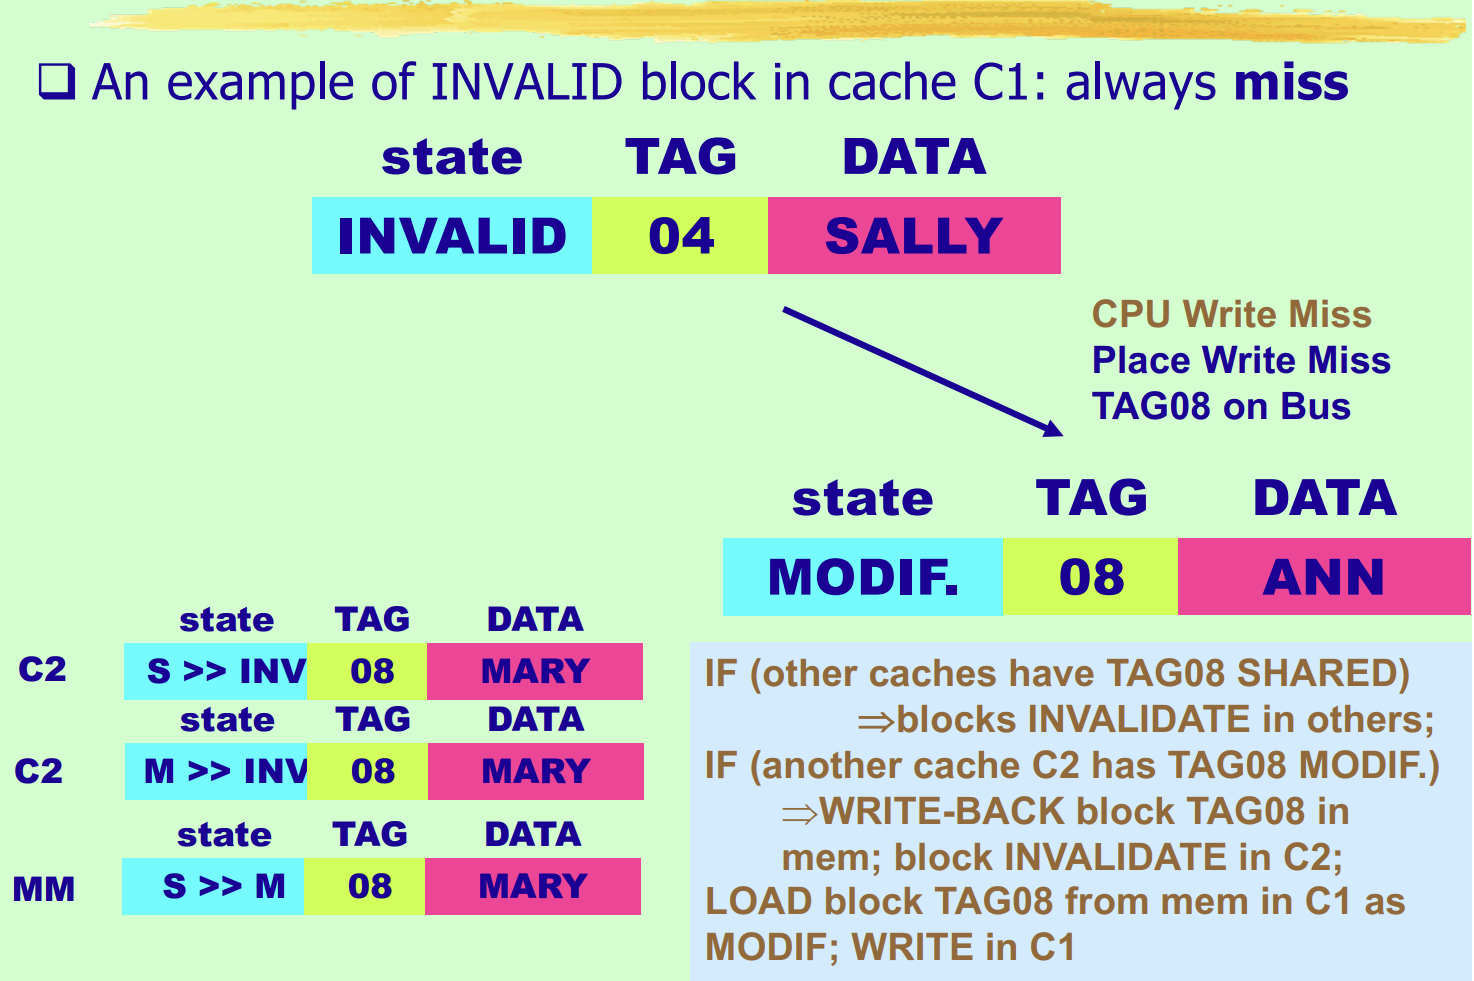 ❑ An example of INVALID block in cache C1: always miss
state TAG DATA
INVALID 04 SALLY
CPU Write Miss
Place Write Miss
TAG08 on Bus
state TAG DATA
MODIF. 08 ANN
state TAG DATA
C2 S >> INV 08 MARY
state TAG DATA
C2 M >> INV 08 MARY
state TAG DATA
MM S >> M 08 MARY
IF (other caches have TAG08 SHARED)
⇒blocks INVALIDATE in others;
IF (another cache C2 has TAG08 MODIF.)
⇒WRITE-BACK block TAG08 in
mem; block INVALIDATE in C2;
LOAD block TAG08 from mem in C1 as
MODIF; WRITE in C1